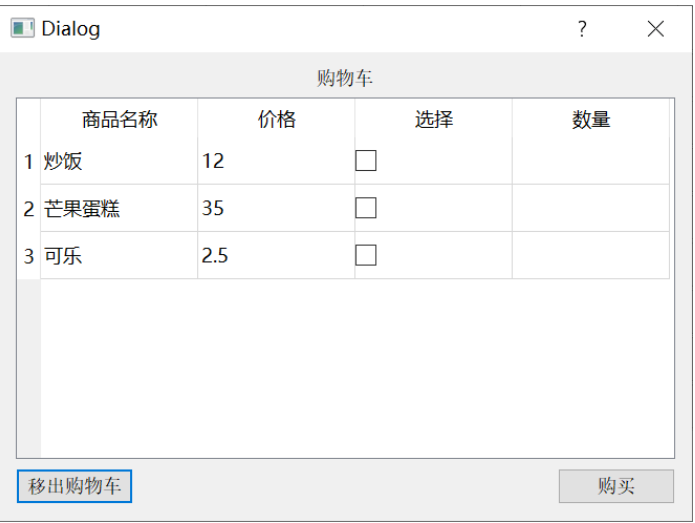 Dialog ?
购物车
商品名称 价格 选择 数量
1 炒饭 12
2 芒果蛋糕 35
3 可乐 2.5
移出购物车 购买